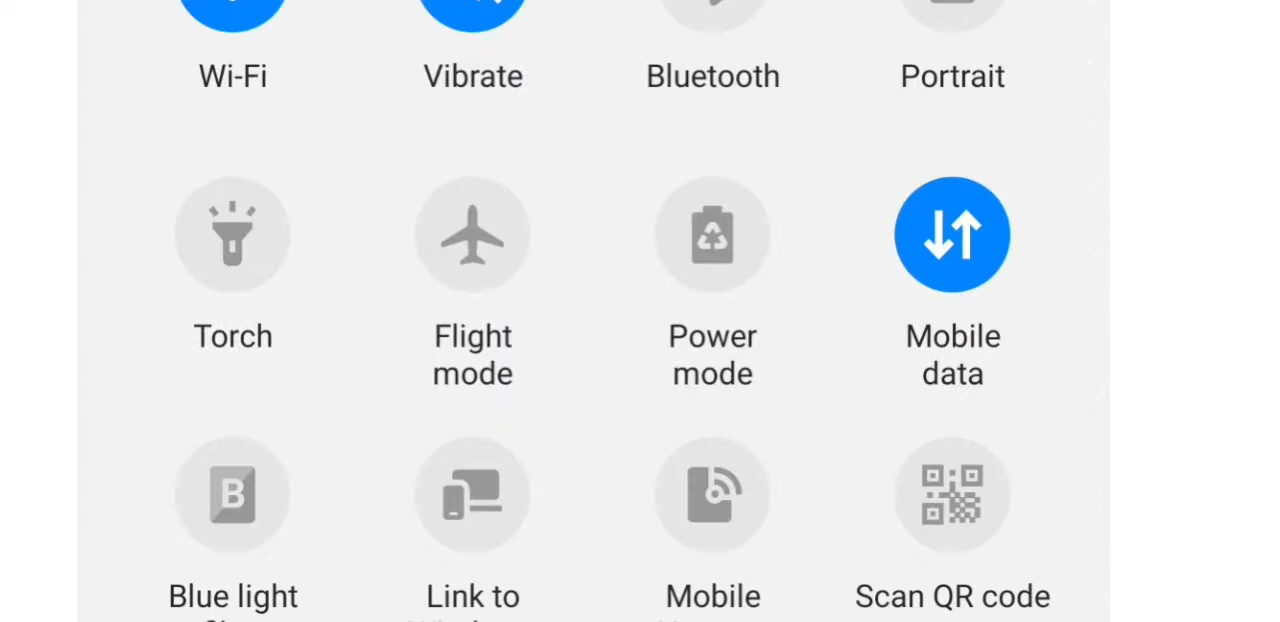 Wi-Fi Vibrate Bluetooth Portrait
Torch Flight mode Power mode Mobile data
B
Blue light Link to Mobile Scan QR code